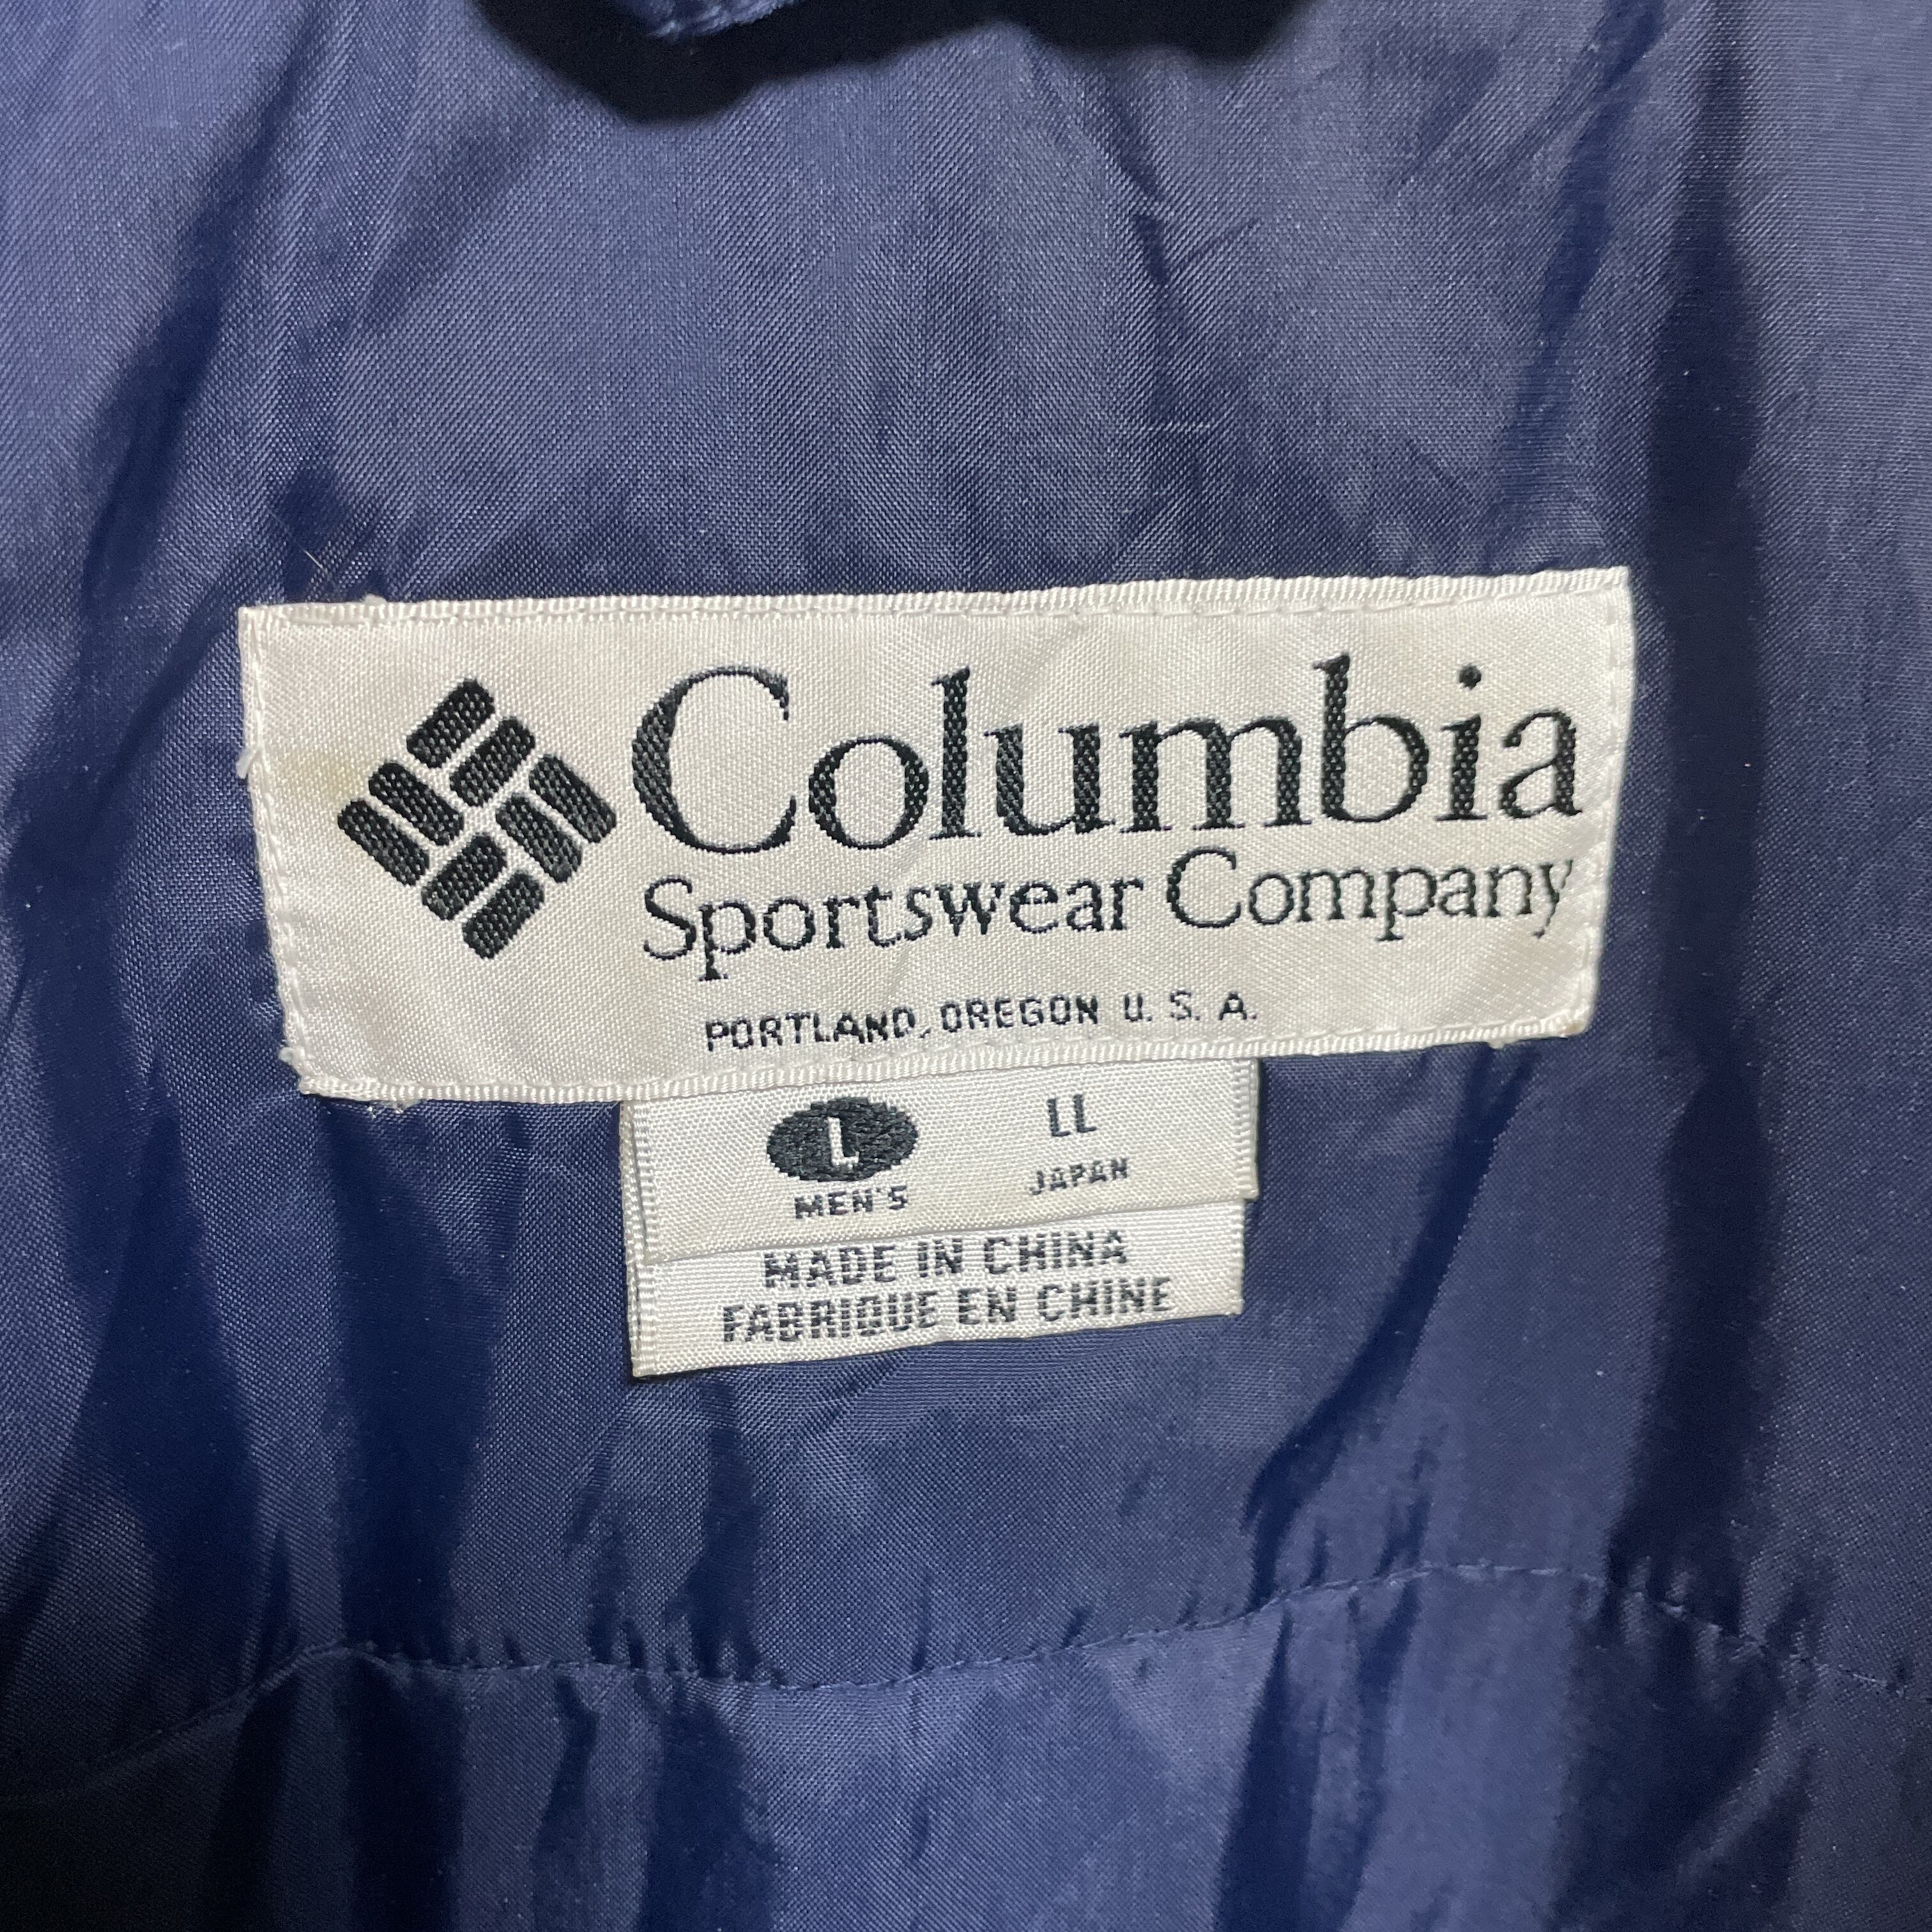 Columbia
Sportswear Company
PORTLAND, OREGON U. S. A.
L LL
MEN'S JAPAN
MADE IN CHINA
FABRIQUE EN CHINE